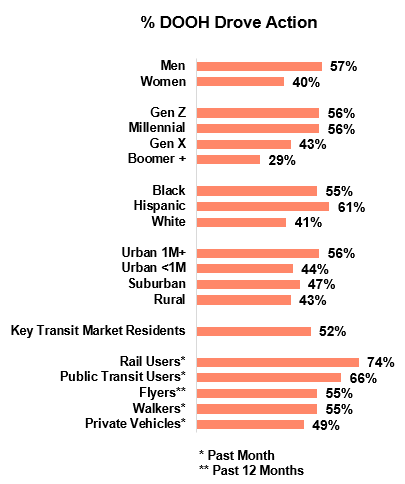 % DOOH Drove Action
Men 57%
Women 40%
Gen Z 56%
Millennial 56%
Gen X 43%
Boomer + 29%
Black 55%
Hispanic 61%
White 41%
Urban 1M+ 56%
Urban <1M 44%
Suburban 47%
Rural 43%
Key Transit Market Residents 52%
Rail Users* 74%
Public Transit Users* 66%
Flyers** 55%
Walkers* 55%
Private Vehicles* 49%
* Past Month
** Past 12 Months